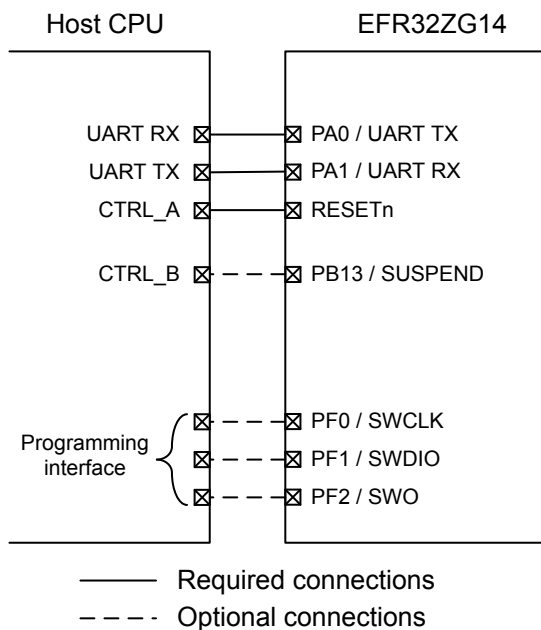 Host CPU EFR32ZG14
UART RX PA0 / UART TX
UART TX PA1 / UART RX
CTRL_A RESETn
CTRL_B PB13 / SUSPEND
PF0 / SWCLK
Programming
interface
PF1 / SWDIO
PF2 / SWO
Required connections
Optional connections